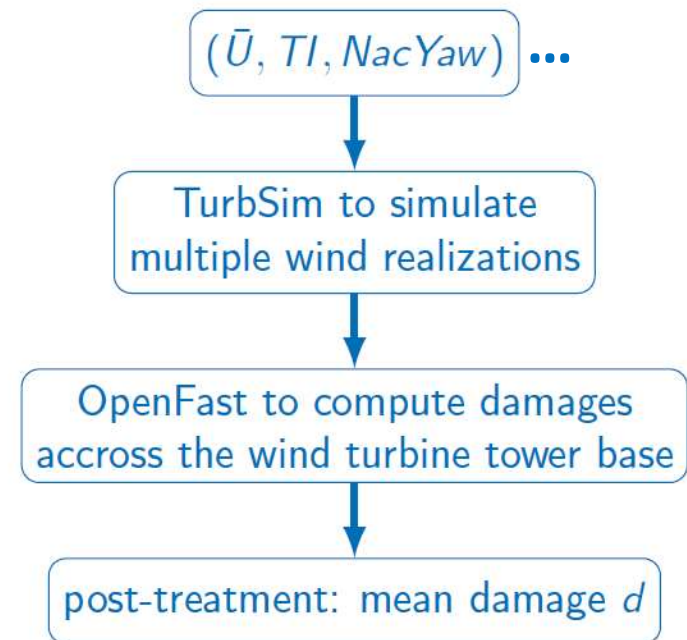 (Ū, TI, NacYaw) ...
TurbSim to simulate
multiple wind realizations
OpenFast to compute damages
accross the wind turbine tower base
post-treatment: mean damage d